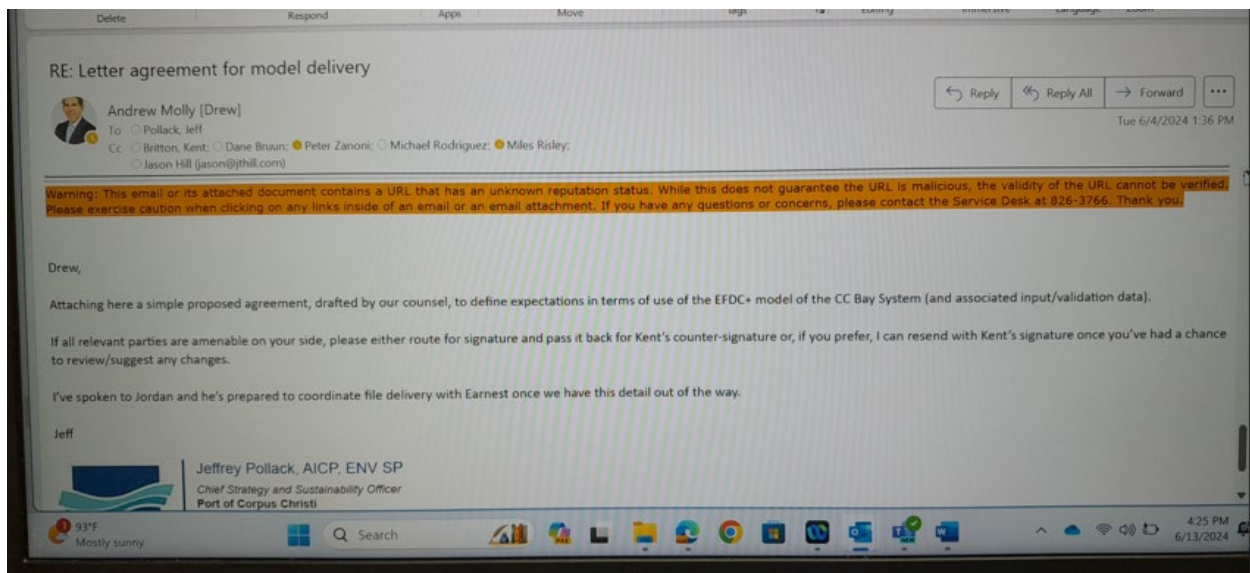 Delete
Respond
Apps
Move
Tags
Editing
Immersive
Language
Zoom
RE: Letter agreement for model delivery
Andrew Molly [Drew]
To Pollack, Jeff
Cc Britton, Kent; Dane Bruun; Peter Zanoni; Michael Rodriguez; Miles Risley;
Jason Hill (jason@jthill.com)
Reply
Reply All
Forward
Tue 6/4/2024 1:36 PM
Warning: This email or its attached document contains a URL that has an unknown reputation status. While this does not guarantee the URL is malicious, the validity of the URL cannot be verified.
Please exercise caution when clicking on any links inside of an email or an email attachment. If you have any questions or concerns, please contact the Service Desk at 826-3766. Thank you.
Drew,
Attaching here a simple proposed agreement, drafted by our counsel, to define expectations in terms of use of the EFDC+ model of the CC Bay System (and associated input/validation data).
If all relevant parties are amenable on your side, please either route for signature and pass it back for Kent's counter-signature or, if you prefer, I can resend with Kent's signature once you've had a chance
to review/suggest any changes.
I've spoken to Jordan and he's prepared to coordinate file delivery with Earnest once we have this detail out of the way.
Jeff
Jeffrey Pollack, AICP, ENV SP
Chief Strategy and Sustainability Officer
Port of Corpus Christi
1
93°F
Mostly sunny
Search
4:25 PM
6/13/2024